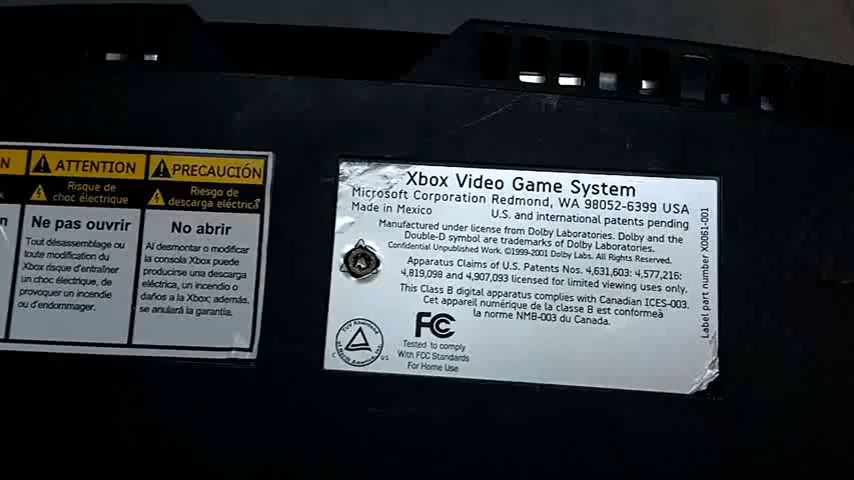 N
ATTENTION
Risque de
choc électrique
Ne pas ouvrir
Tout désassemblage ou
toute modification du
Xbox risque d'entraîner
un choc électrique, de
provoquer un incendie
ou d'endommager.
PRECAUCIÓN
Riesgo de
descarga eléctrica
No abrir
Al desmontar o modificar
la consola Xbox puede
producirse una descarga
eléctrica, un incendio o
daños a la Xbox; además,
se anulará la garantía.
Xbox Video Game System
Microsoft Corporation Redmond, WA 98052-6399 USA
Made in Mexico U.S. and international patents pending
Manufactured under license from Dolby Laboratories. Dolby and the
Double-D symbol are trademarks of Dolby Laboratories.
Confidential Unpublished Work. ©1999-2001 Dolby Labs. All Rights Reserved.
Apparatus Claims of U.S. Patents Nos. 4,631,603; 4,577,216;
4,819,098 and 4,907,093 licensed for limited viewing uses only.
This Class B digital apparatus complies with Canadian ICES-003.
Cet appareil numérique de la classe B est conformeà
la norme NMB-003 du Canada.
FC
Tested to comply
With FCC Standards
For Home Use
TUV Rheinland
of North America, Inc.
C US
Label part number X0061-001